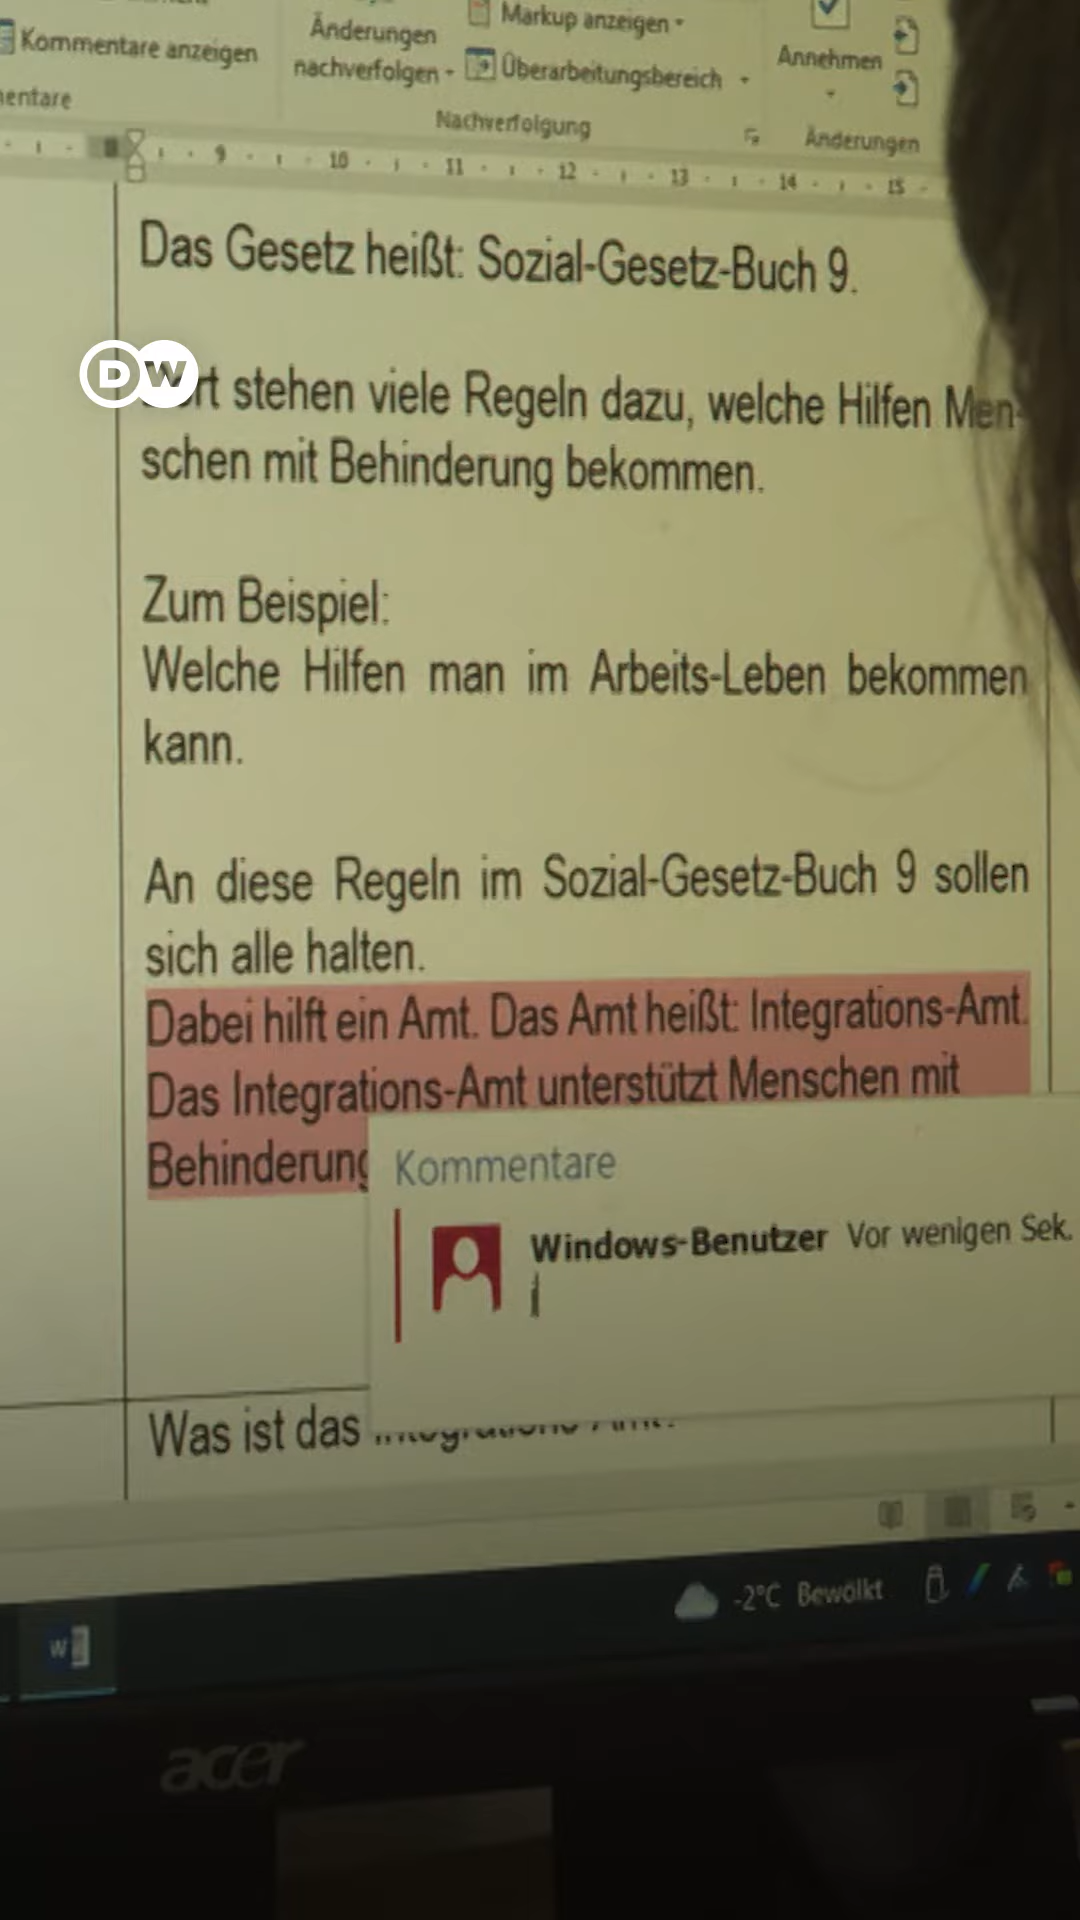 Kommentare anzeigen
Änderungen
nachverfolgen
Markup anzeigen
Überarbeitungsbereich
Nachverfolgung
Annehmen
Änderungen
9 10 11 12 13 14 15
Das Gesetz heißt: Sozial-Gesetz-Buch 9.
DW
stehen viele Regeln dazu, welche Hilfen Men-
schen mit Behinderung bekommen.
Zum Beispiel:
Welche Hilfen man im Arbeits-Leben bekommen
kann.
An diese Regeln im Sozial-Gesetz-Buch 9 sollen
sich alle halten.
Dabei hilft ein Amt. Das Amt heißt: Integrations-Amt.
Das Integrations-Amt unterstützt Menschen mit
Behinderung
Kommentare
Windows-Benutzer Vor wenigen Sek.
Was ist das
-2°C Bewölkt
W
acer